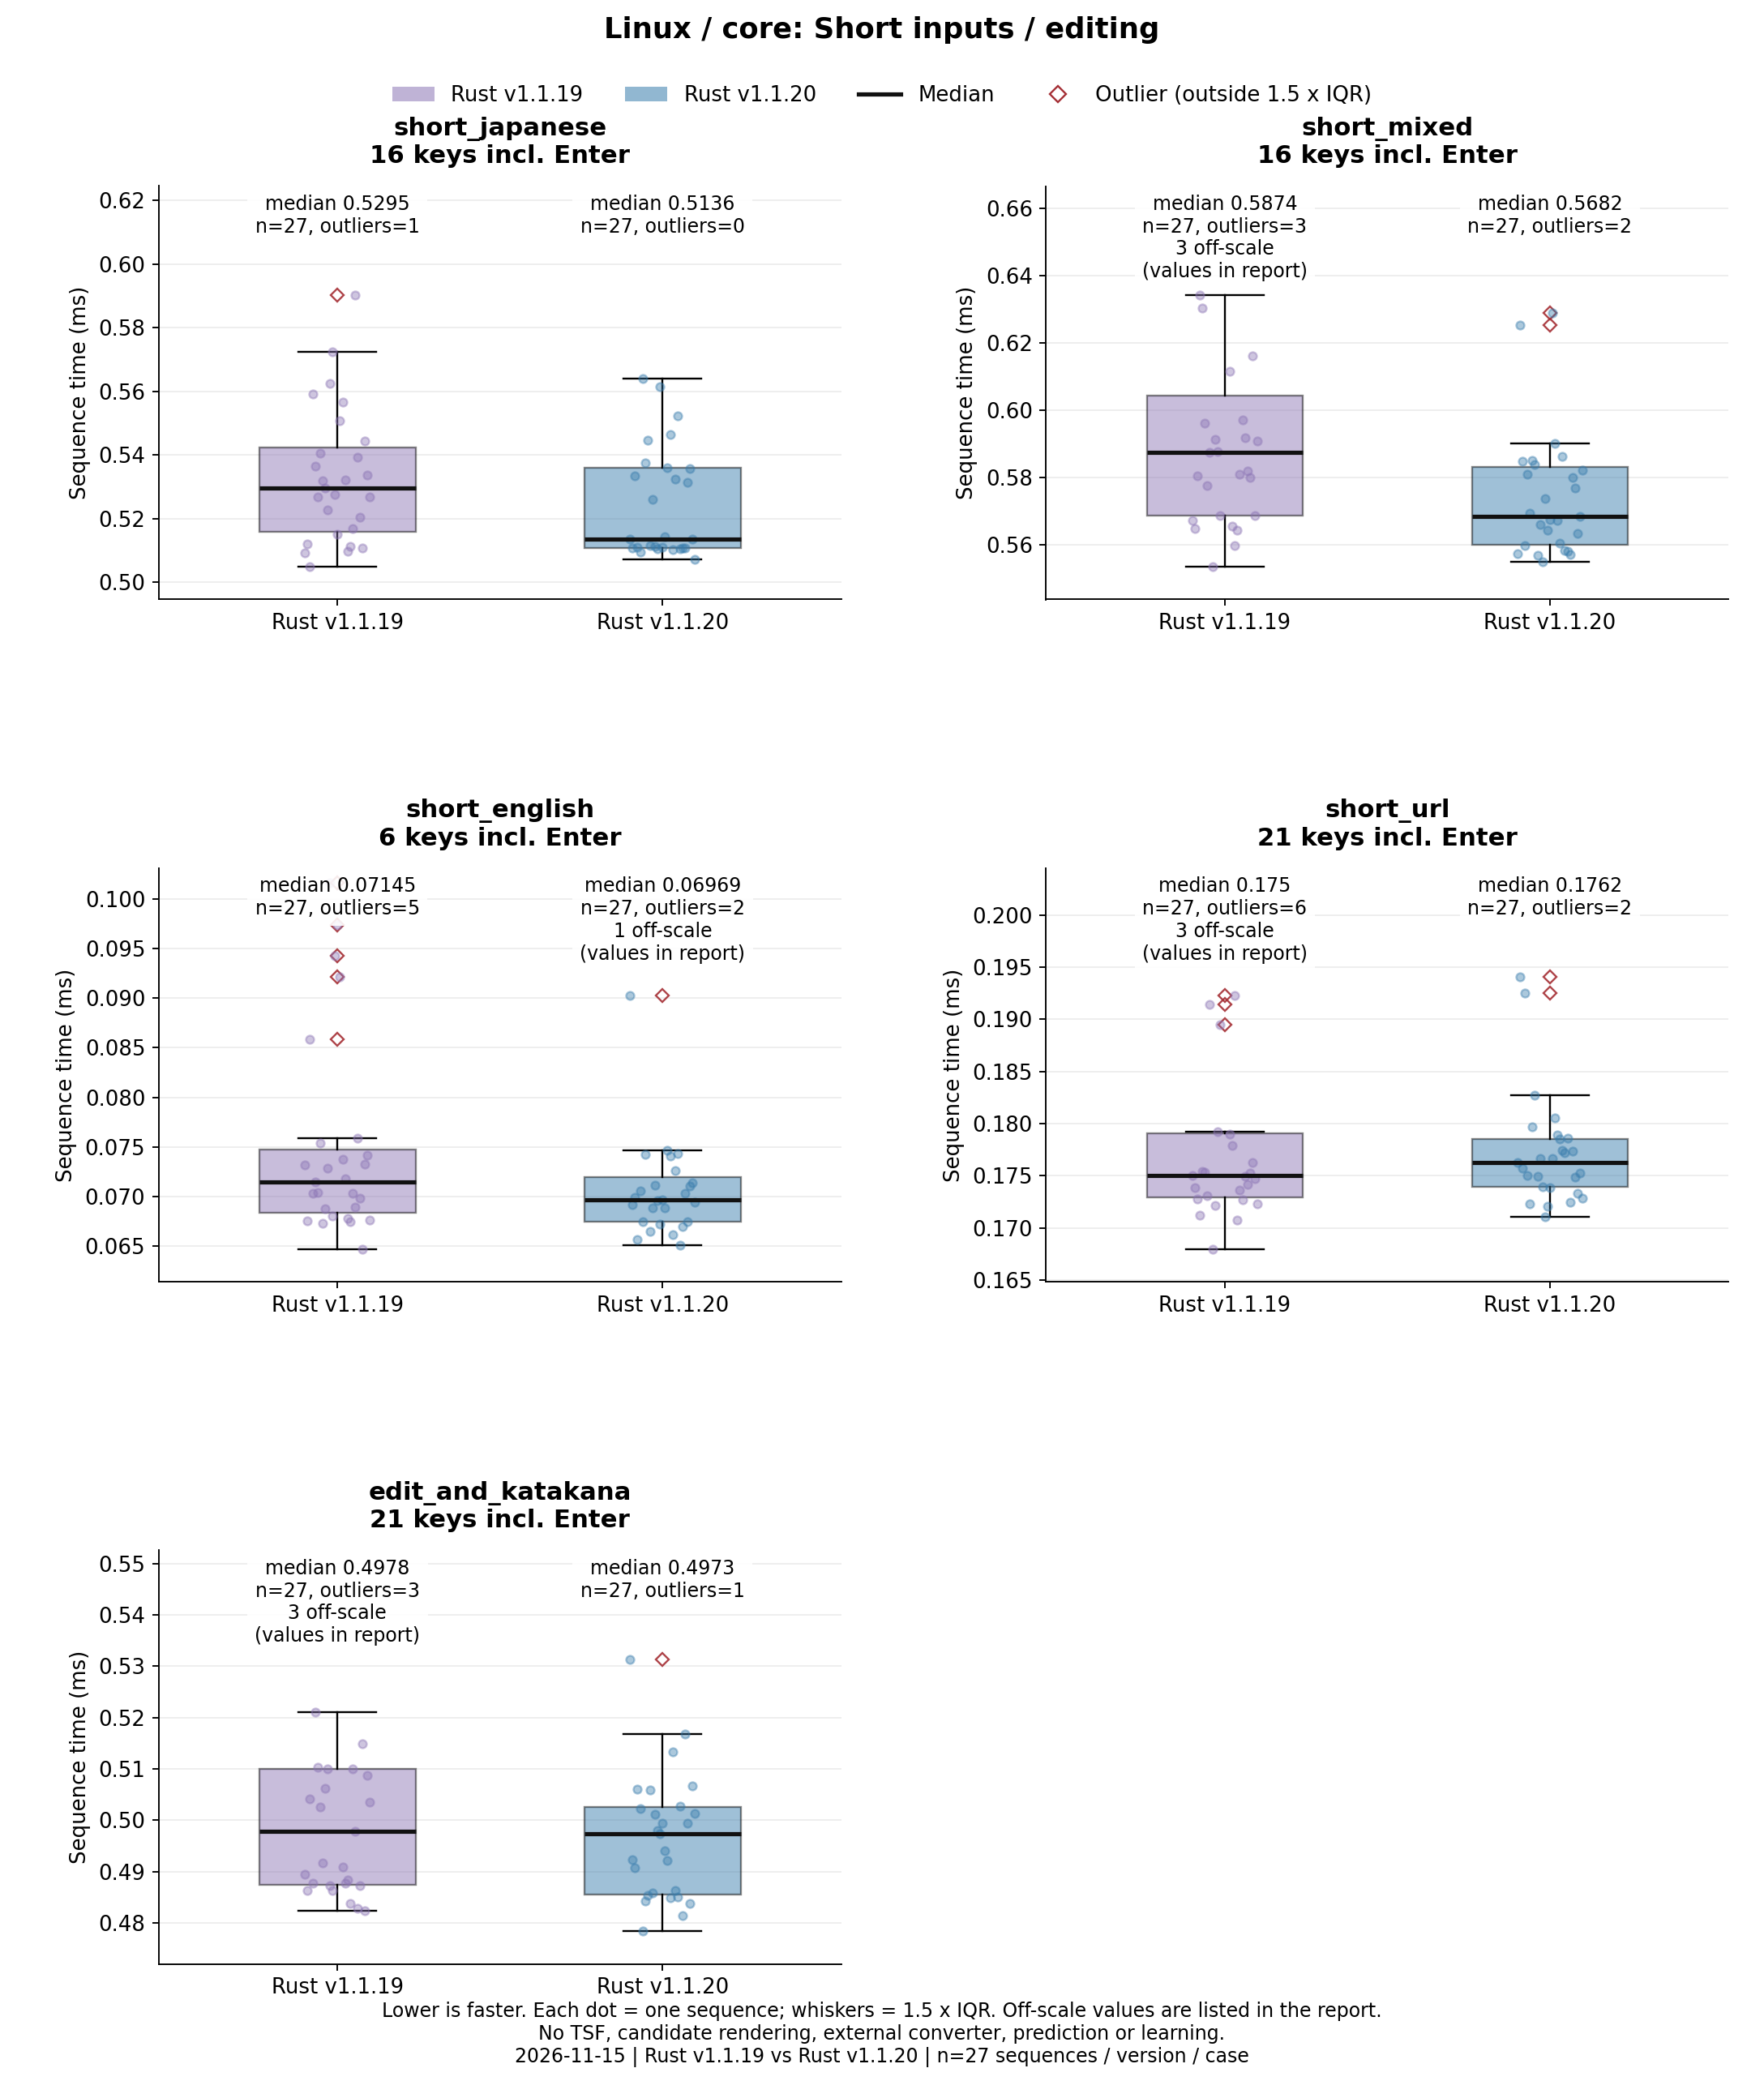 Linux / core: Short inputs / editing
Rust v1.1.19
Rust v1.1.20
Median
Outlier (outside 1.5 x IQR)
short_japanese
16 keys incl. Enter
median 0.5295
n=27, outliers=1
median 0.5136
n=27, outliers=0
Sequence time (ms)
0.62
0.60
0.58
0.56
0.54
0.52
0.50
Rust v1.1.19
Rust v1.1.20
short_mixed
16 keys incl. Enter
median 0.5874
n=27, outliers=3
3 off-scale
(values in report)
median 0.5682
n=27, outliers=2
Sequence time (ms)
0.66
0.64
0.62
0.60
0.58
0.56
Rust v1.1.19
Rust v1.1.20
short_english
6 keys incl. Enter
median 0.07145
n=27, outliers=5
median 0.06969
n=27, outliers=2
1 off-scale
(values in report)
Sequence time (ms)
0.100
0.095
0.090
0.085
0.080
0.075
0.070
0.065
Rust v1.1.19
Rust v1.1.20
short_url
21 keys incl. Enter
median 0.175
n=27, outliers=6
3 off-scale
(values in report)
median 0.1762
n=27, outliers=2
Sequence time (ms)
0.200
0.195
0.190
0.185
0.180
0.175
0.170
0.165
Rust v1.1.19
Rust v1.1.20
edit_and_katakana
21 keys incl. Enter
median 0.4978
n=27, outliers=3
3 off-scale
(values in report)
median 0.4973
n=27, outliers=1
Sequence time (ms)
0.55
0.54
0.53
0.52
0.51
0.50
0.49
0.48
Rust v1.1.19
Rust v1.1.20
Lower is faster. Each dot = one sequence; whiskers = 1.5 x IQR. Off-scale values are listed in the report.
No TSF, candidate rendering, external converter, prediction or learning.
2026-11-15 | Rust v1.1.19 vs Rust v1.1.20 | n=27 sequences / version / case